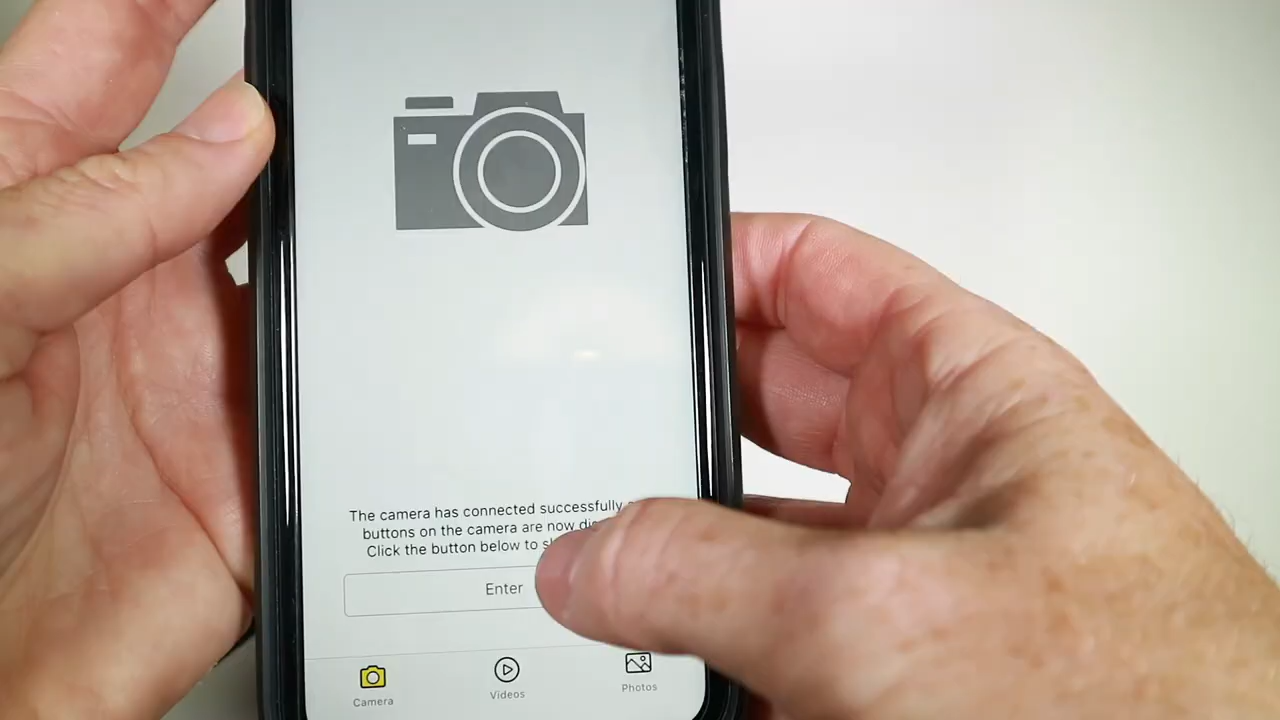 The camera has connected successfully
buttons on the camera are now
Click the button below to
Enter
Camera
Videos
Photos